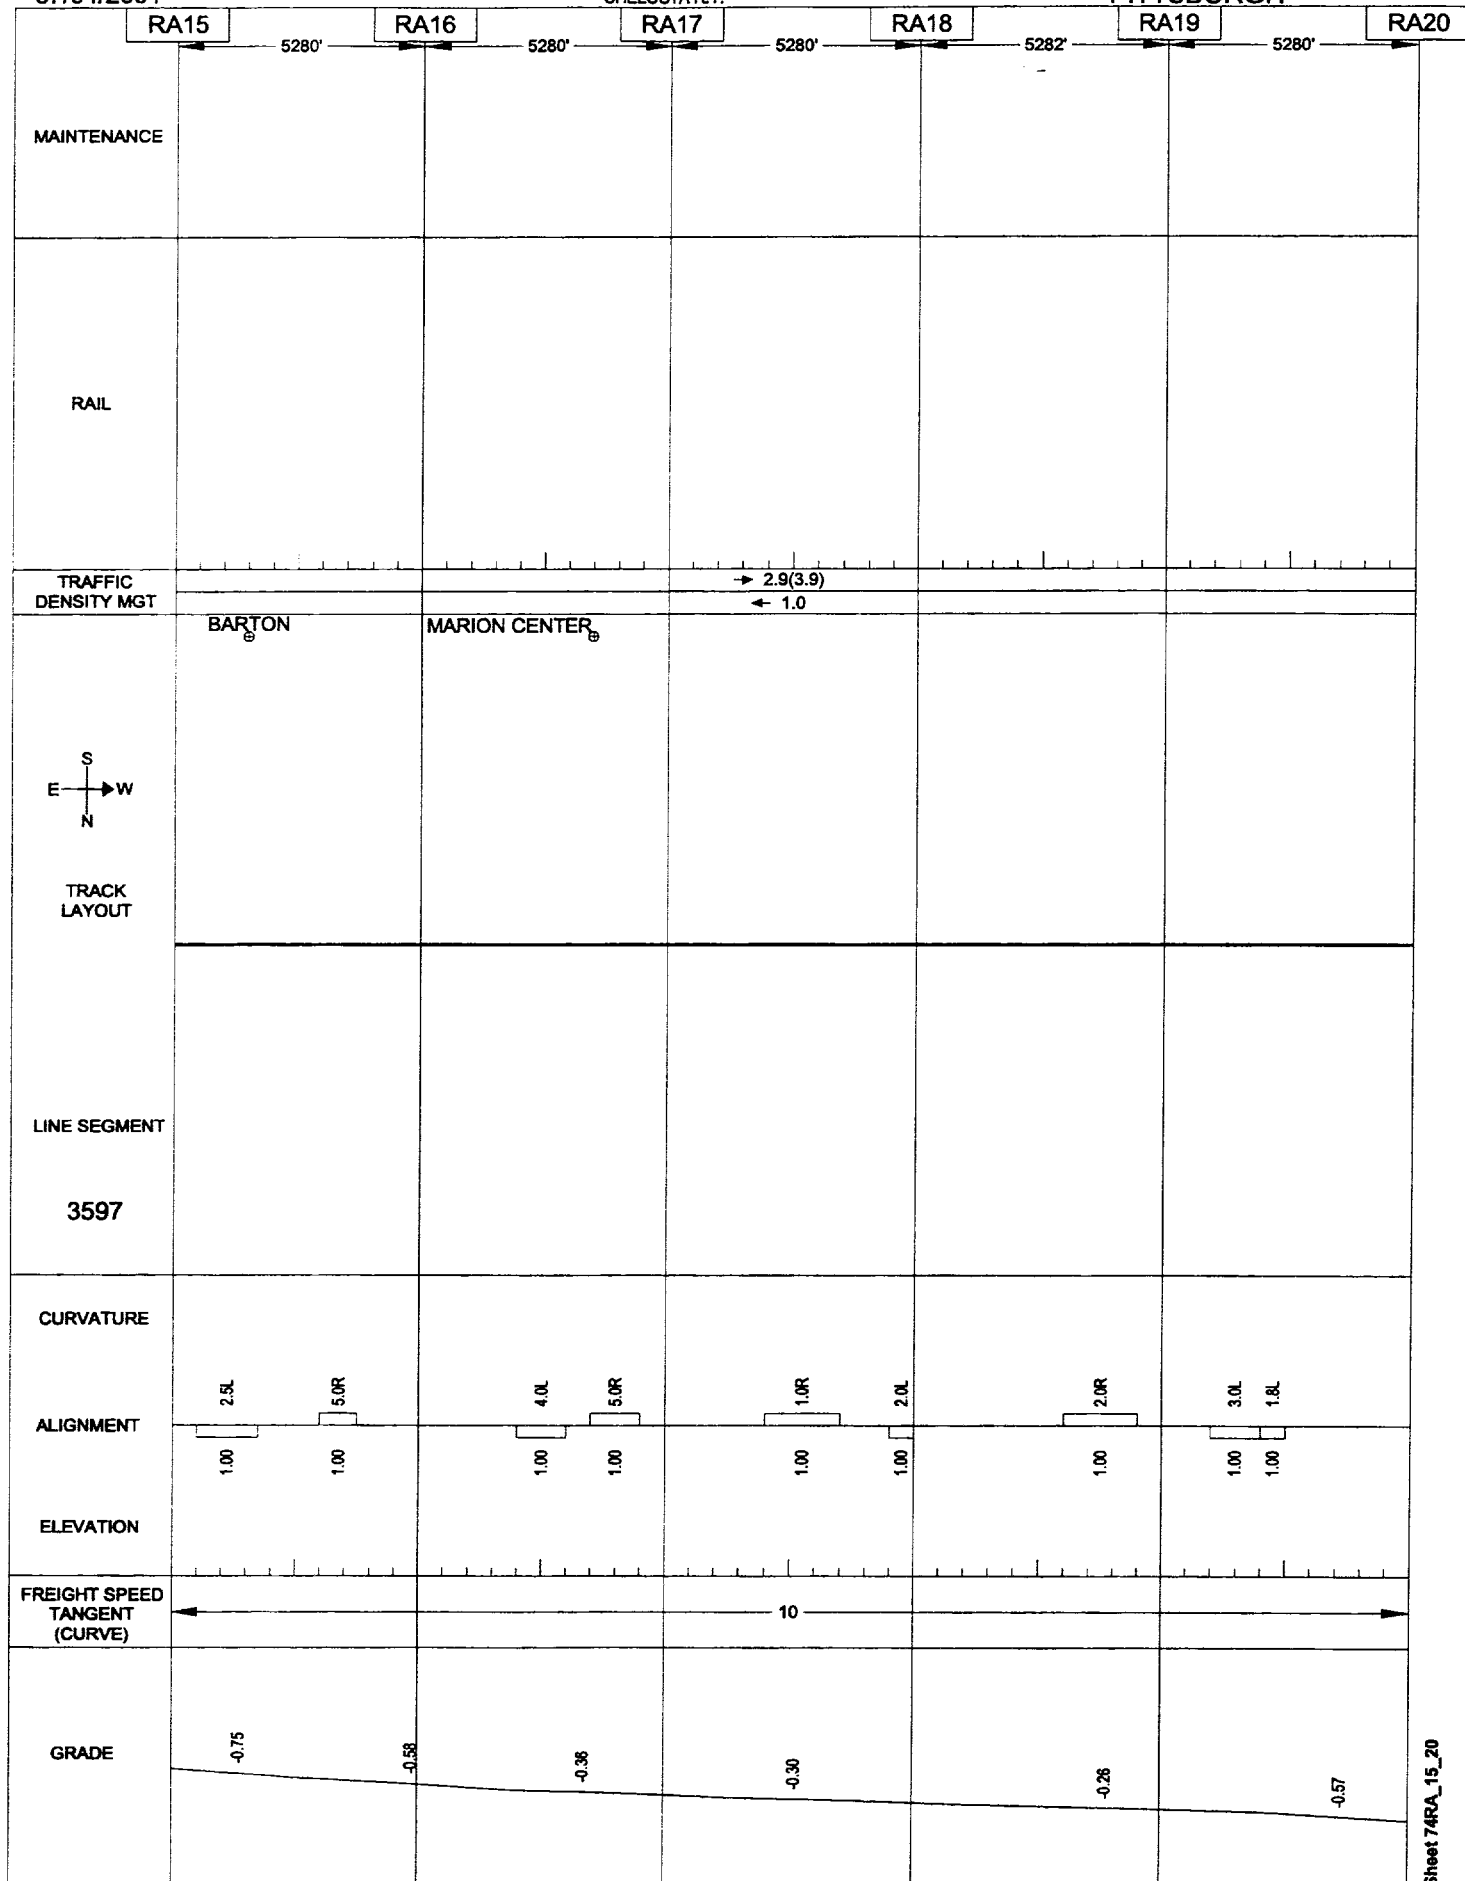 RA15 RA16 RA17 RA18 RA19 RA20
5280' 5280' 5280' 5282' 5280'
MAINTENANCE
RAIL
TRAFFIC
DENSITY MGT
2.9(3.9)
1.0
BARTON MARION CENTER
S
E W
N
TRACK
LAYOUT
LINE SEGMENT
3597
CURVATURE
2.5L 5.0R 4.0L 5.0R 1.0R 2.0L 2.0R 3.0L 1.8L
ALIGNMENT
1.00 1.00 1.00 1.00 1.00 1.00 1.00 1.00 1.00
ELEVATION
FREIGHT SPEED
TANGENT
(CURVE)
10
GRADE
-0.75 -0.58 -0.36 -0.30 -0.26 -0.57
Sheet 74RA_15_20